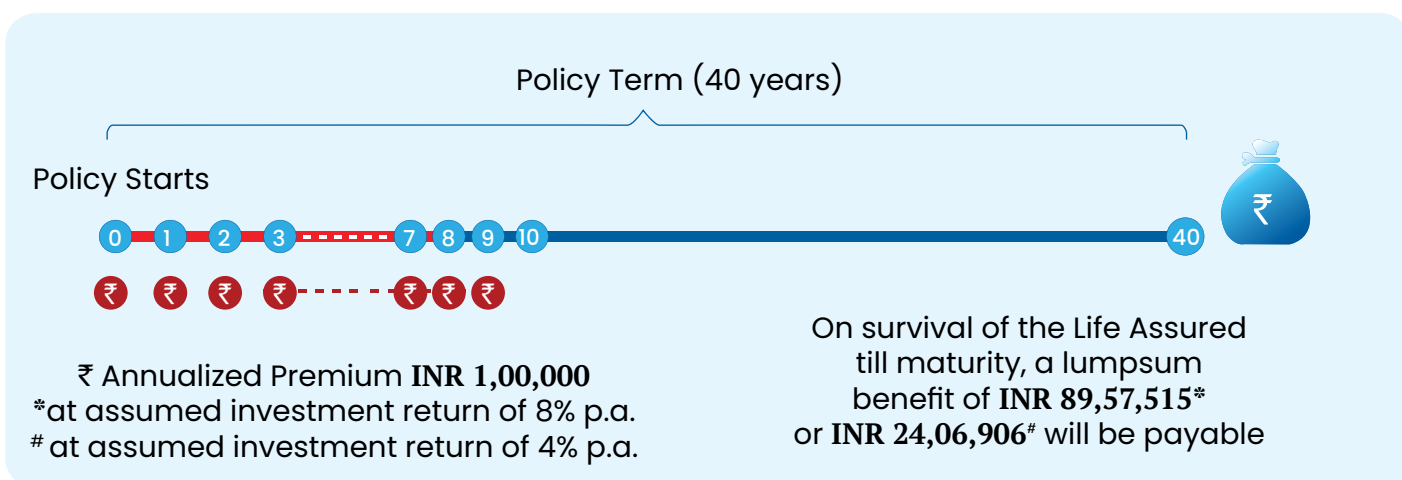 Policy Term (40 years)
Policy Starts
₹
0 1 2 3 7 8 9 10 40
₹ ₹ ₹ ₹ ₹ ₹ ₹
₹ Annualized Premium INR 1,00,000
*at assumed investment return of 8% p.a.
# at assumed investment return of 4% p.a.
On survival of the Life Assured
till maturity, a lumpsum
benefit of INR 89,57,515*
or INR 24,06,906# will be payable